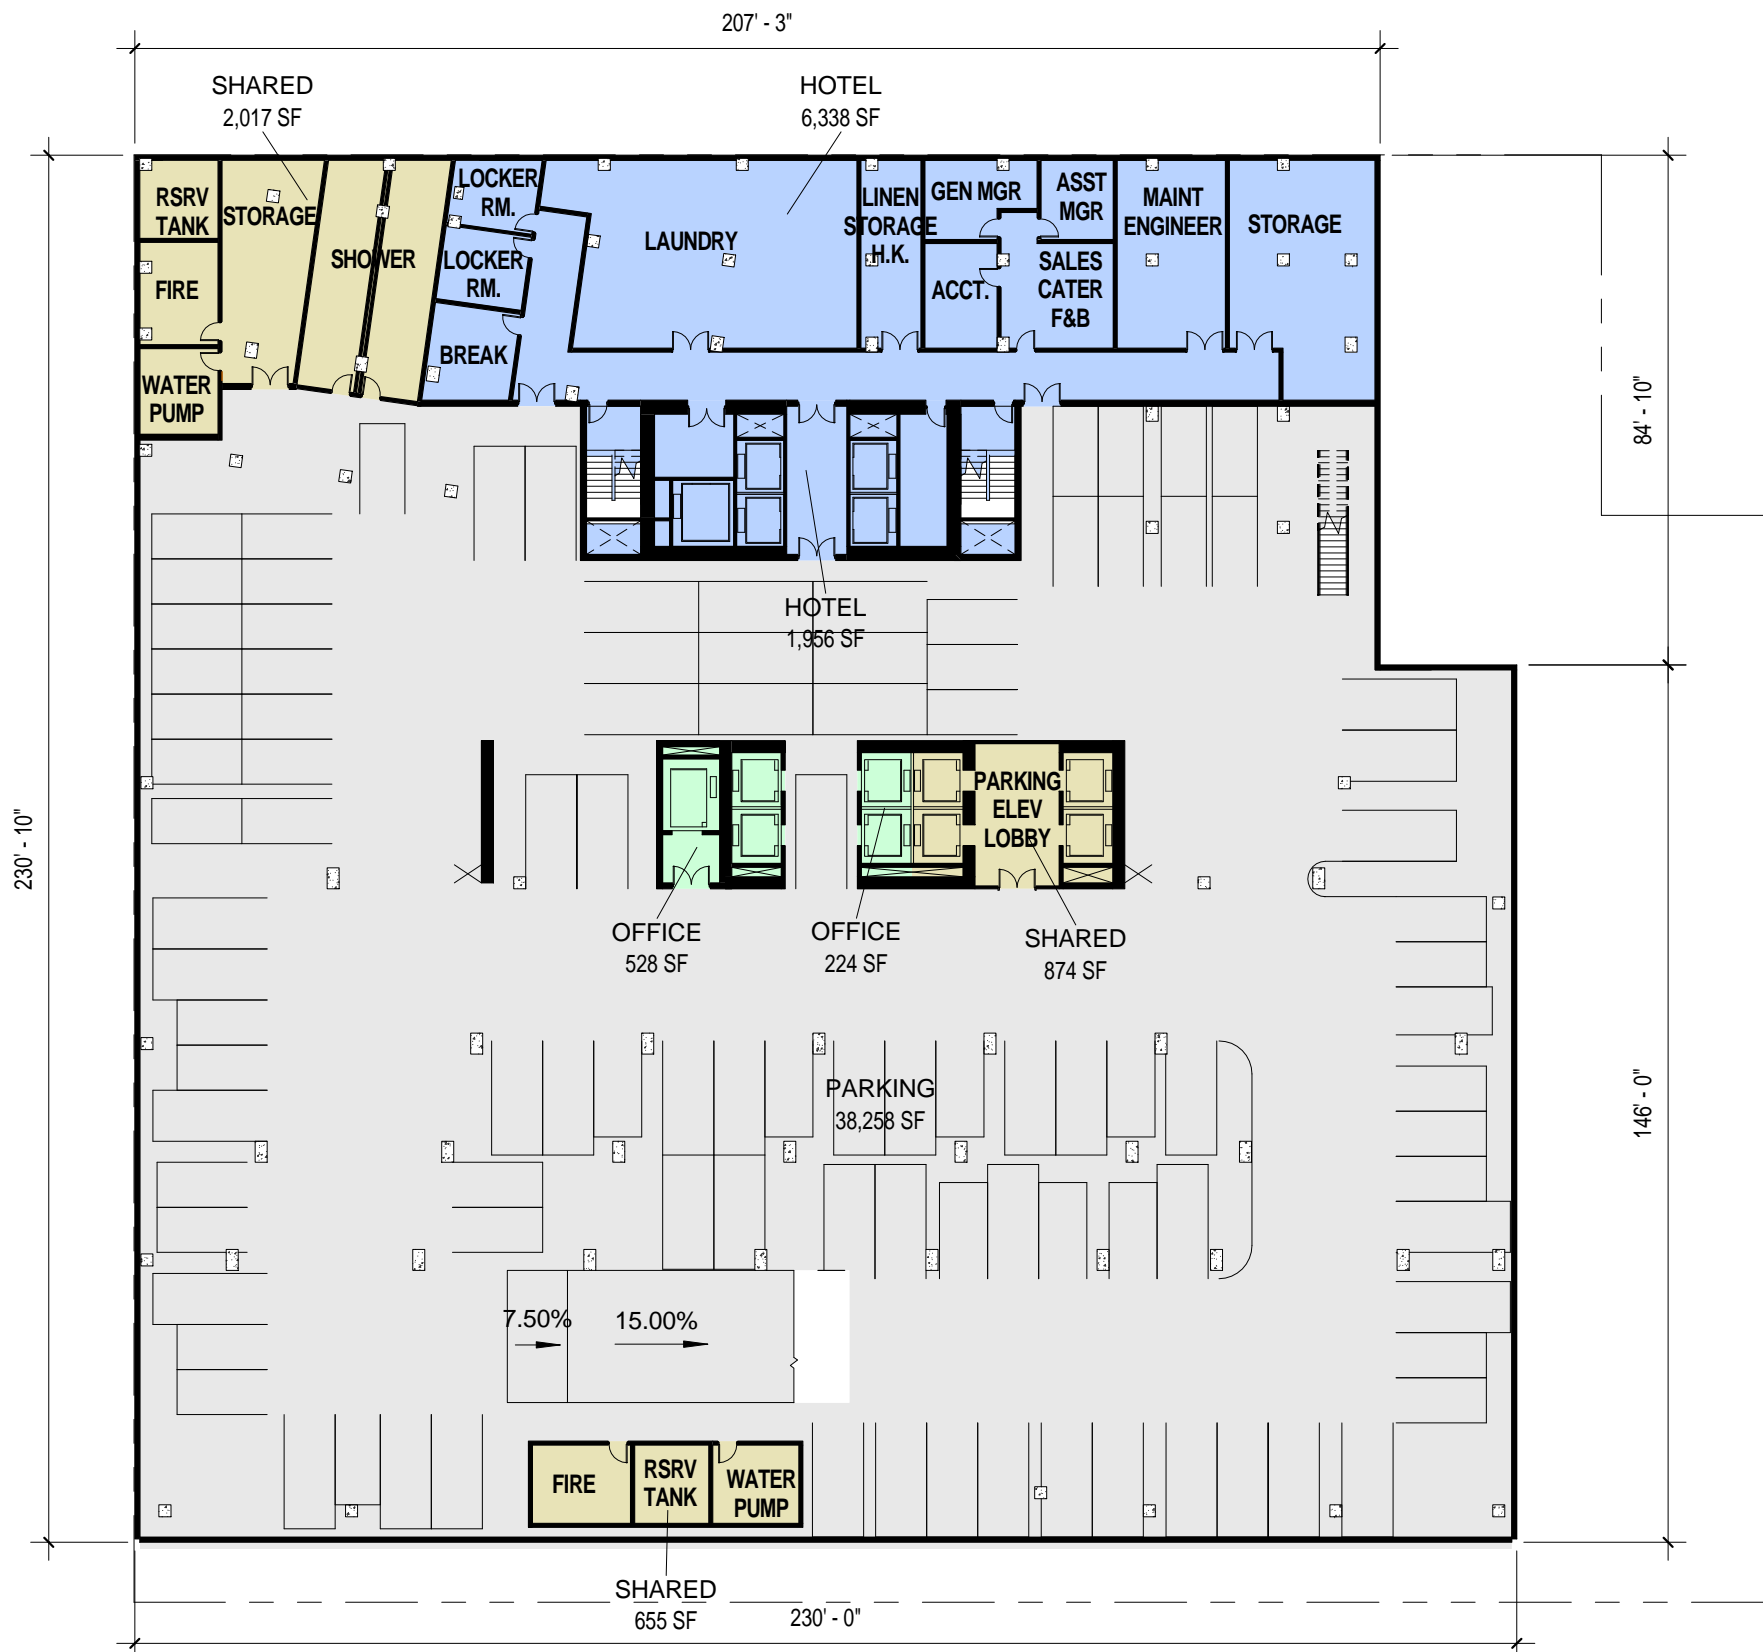 207' - 3"
SHARED
2,017 SF
HOTEL
6,338 SF
RSRV
TANK
STORAGE
SHOWER
LOCKER
RM.
LOCKER
RM.
LAUNDRY
LINEN
STORAGE
H.K.
GEN MGR
ASST
MGR
MAINT
ENGINEER
STORAGE
FIRE
ACCT.
SALES
CATER
F&B
BREAK
WATER
PUMP
84' - 10"
HOTEL
1,956 SF
230' - 10"
PARKING
ELEV
LOBBY
OFFICE
528 SF
OFFICE
224 SF
SHARED
874 SF
PARKING
38,258 SF
146' - 0"
7.50%
15.00%
FIRE
RSRV
TANK
WATER
PUMP
SHARED
655 SF
230' - 0"